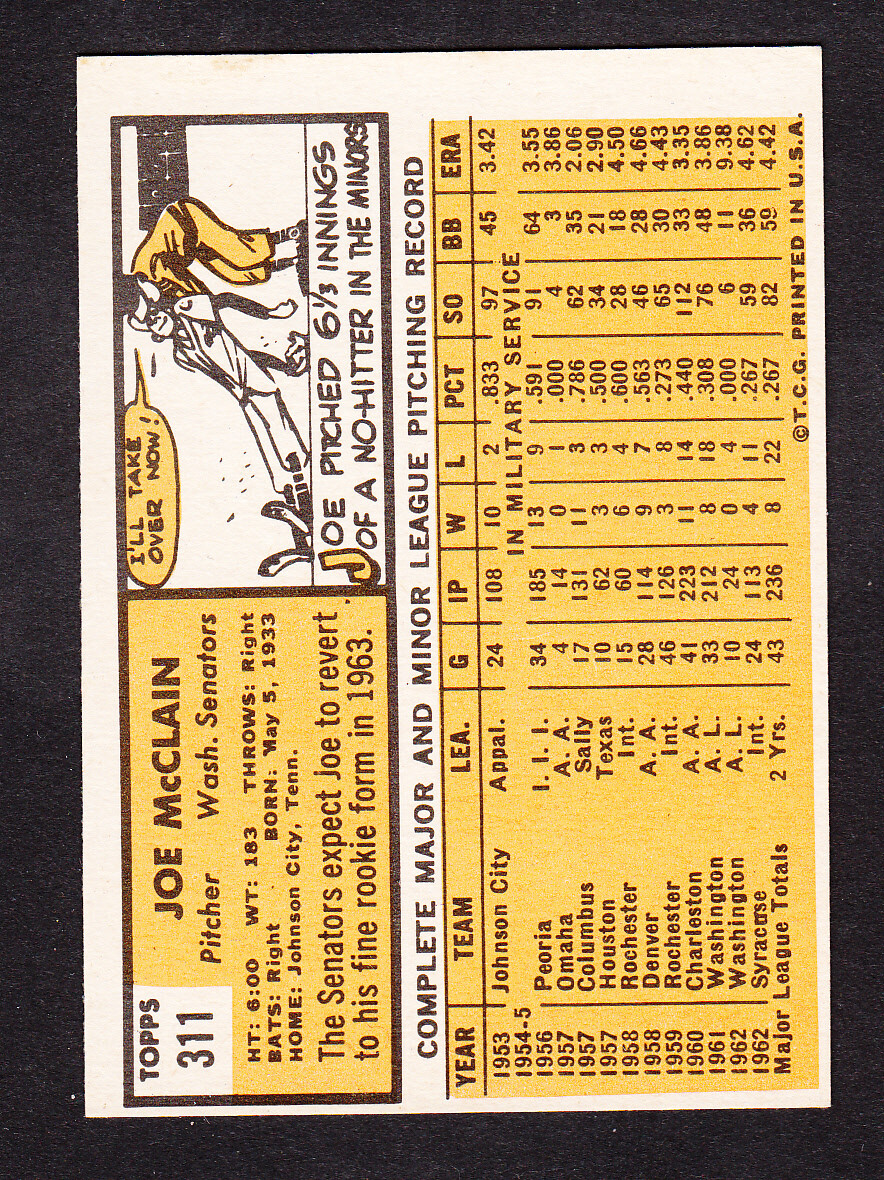 TOPPS
311
JOE McCLAIN
Pitcher Wash. Senators
HT: 6:00 WT: 183 THROWS: Right
BATS: Right BORN: May 5, 1933
HOME: Johnson City, Tenn.
The Senators expect Joe to revert
to his fine rookie form in 1963.
I'LL TAKE
OVER NOW!
JOE PITCHED 6⅓ INNINGS
OF A NO-HITTER IN THE MINORS
COMPLETE MAJOR AND MINOR LEAGUE PITCHING RECORD
YEAR TEAM LEA. G IP W L PCT SO BB ERA
1953 Johnson City Appal. 24 108 10 2 .833 97 45 3.42
1954-5 IN MILITARY SERVICE
1956 Peoria I. I. I. 34 185 13 9 .591 91 64 3.55
1957 Omaha A. A. 4 14 0 1 .000 4 3 3.86
1957 Columbus Sally 17 131 11 3 .786 62 35 2.06
1957 Houston Texas 10 62 3 3 .500 34 21 2.90
1958 Rochester Int. 15 60 6 4 .600 28 18 4.50
1958 Denver A. A. 28 114 9 7 .563 46 28 4.66
1959 Rochester Int. 46 126 3 8 .273 65 30 4.43
1960 Charleston A. A. 41 223 11 14 .440 112 33 3.35
1961 Washington A. L. 33 212 8 18 .308 76 48 3.86
1962 Washington A. L. 10 24 0 4 .000 6 11 9.38
1962 Syracuse Int. 24 113 4 11 .267 59 36 4.62
Major League Totals 2 Yrs. 43 236 8 22 .267 82 59 4.42
©T.C.G. PRINTED IN U.S.A.